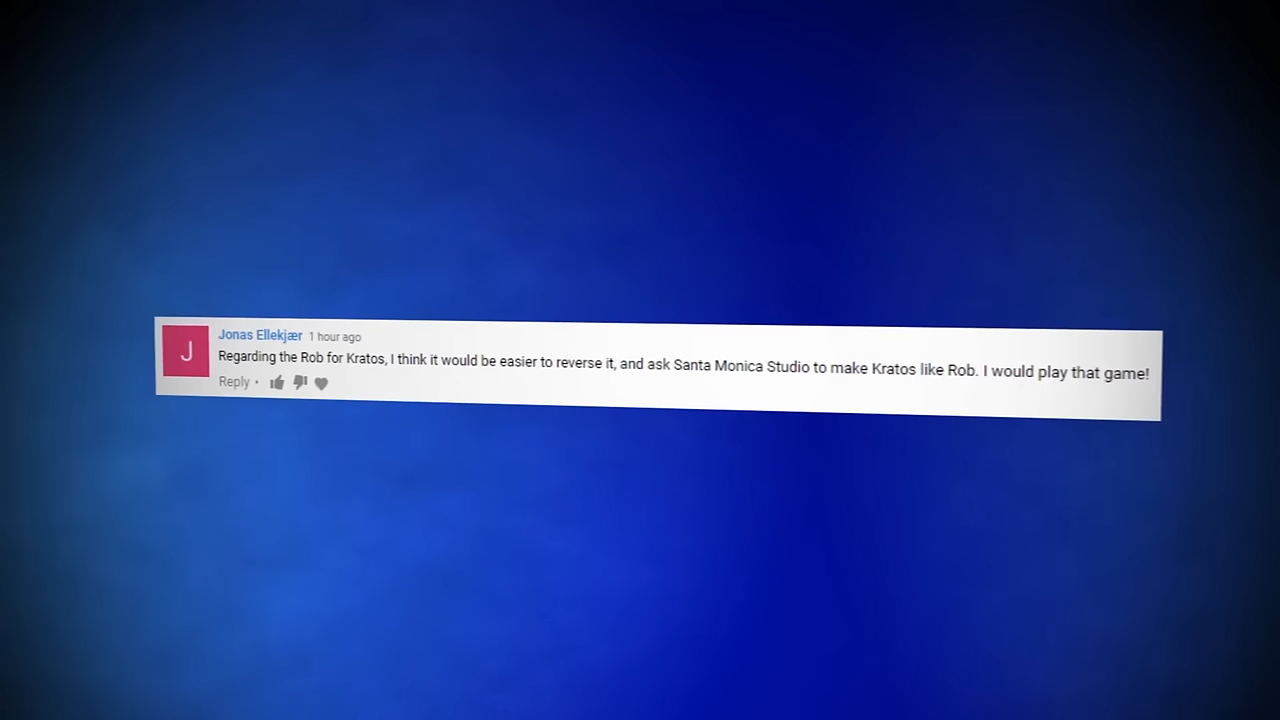 J
Jonas Ellekjær 1 hour ago
Regarding the Rob for Kratos, I think it would be easier to reverse it, and ask Santa Monica Studio to make Kratos like Rob. I would play that game!
Reply •